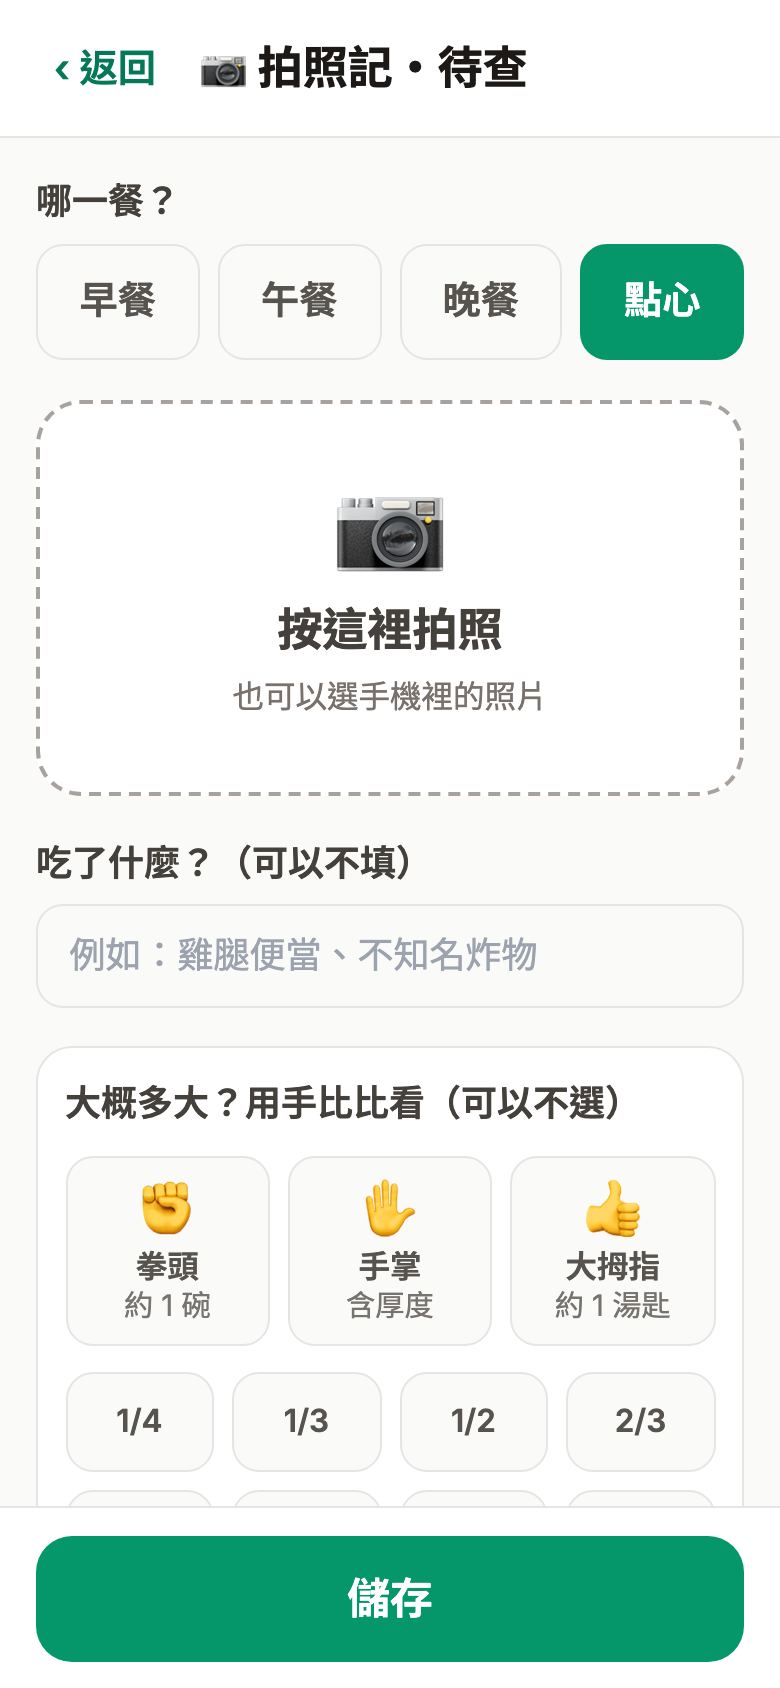 ‹ 返回 拍照記・待查
哪一餐？
早餐 午餐 晚餐 點心
按這裡拍照
也可以選手機裡的照片
吃了什麼？（可以不填）
例如：雞腿便當、不知名炸物
大概多大？用手比比看（可以不選）
拳頭 手掌 大拇指
約 1 碗 含厚度 約 1 湯匙
1/4 1/3 1/2 2/3
儲存